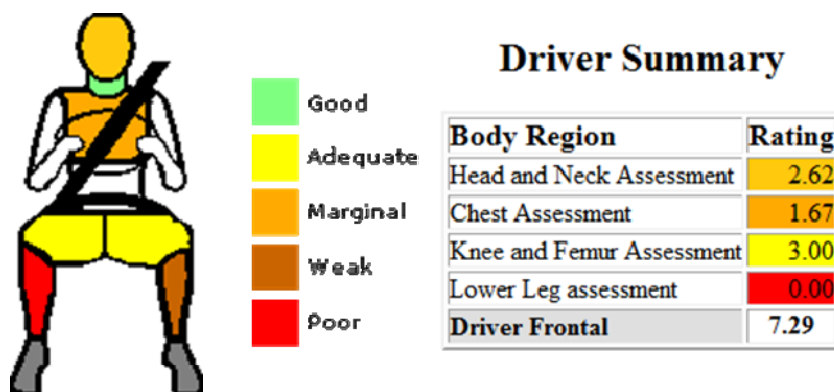 Good
Adequate
Marginal
Weak
Poor
Driver Summary
Body Region Rating
Head and Neck Assessment 2.62
Chest Assessment 1.67
Knee and Femur Assessment 3.00
Lower Leg assessment 0.00
Driver Frontal 7.29